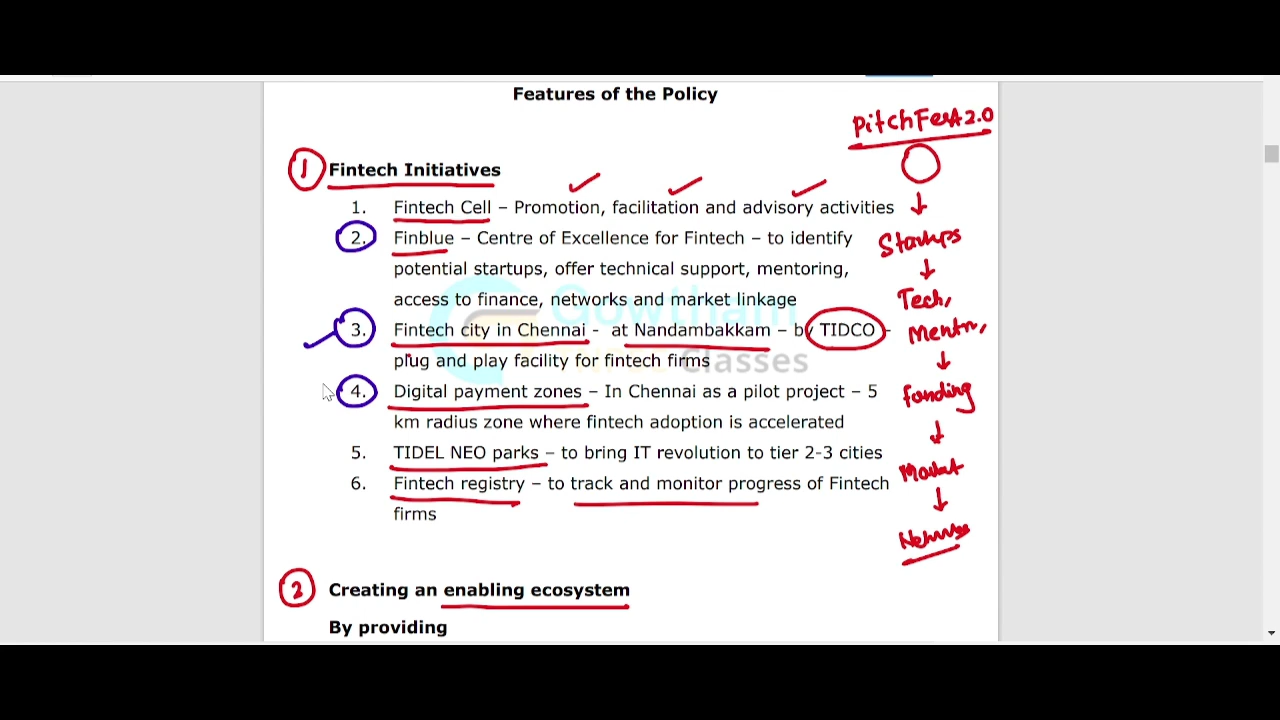 Features of the Policy
PitchFest 2.0
1 Fintech Initiatives
1. Fintech Cell – Promotion, facilitation and advisory activities
2. Finblue – Centre of Excellence for Fintech – to identify
potential startups, offer technical support, mentoring,
access to finance, networks and market linkage
3. Fintech city in Chennai - at Nandambakkam – by TIDCO -
plug and play facility for fintech firms
4. Digital payment zones – In Chennai as a pilot project – 5
km radius zone where fintech adoption is accelerated
5. TIDEL NEO parks – to bring IT revolution to tier 2-3 cities
6. Fintech registry – to track and monitor progress of Fintech
firms
Startups
Tech,
Mentn,
funding
Market
Gowtham
Classes
2 Creating an enabling ecosystem
By providing